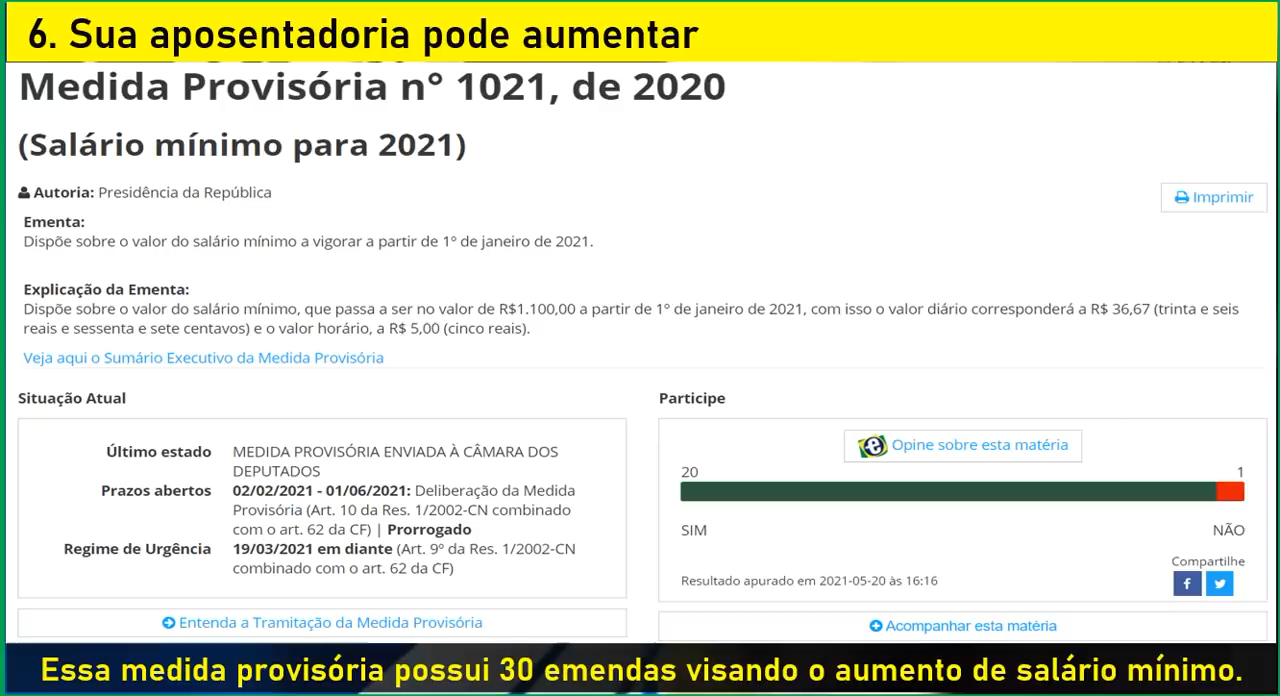 6. Sua aposentadoria pode aumentar
Medida Provisória n° 1021, de 2020
(Salário mínimo para 2021)
Autoria: Presidência da República
Imprimir
Ementa:
Dispõe sobre o valor do salário mínimo a vigorar a partir de 1º de janeiro de 2021.
Explicação da Ementa:
Dispõe sobre o valor do salário mínimo, que passa a ser no valor de R$1.100,00 a partir de 1º de janeiro de 2021, com isso o valor diário corresponderá a R$ 36,67 (trinta e seis
reais e sessenta e sete centavos) e o valor horário, a R$ 5,00 (cinco reais).
Veja aqui o Sumário Executivo da Medida Provisória
Situação Atual
Último estado MEDIDA PROVISÓRIA ENVIADA À CÂMARA DOS
DEPUTADOS
Prazos abertos 02/02/2021 - 01/06/2021: Deliberação da Medida
Provisória (Art. 10 da Res. 1/2002-CN combinado
com o art. 62 da CF) | Prorrogado
Regime de Urgência 19/03/2021 em diante (Art. 9º da Res. 1/2002-CN
combinado com o art. 62 da CF)
Entenda a Tramitação da Medida Provisória
Participe
Opine sobre esta matéria
20 1
SIM NÃO
Compartilhe
Resultado apurado em 2021-05-20 às 16:16
Acompanhar esta matéria
Essa medida provisória possui 30 emendas visando o aumento de salário mínimo.